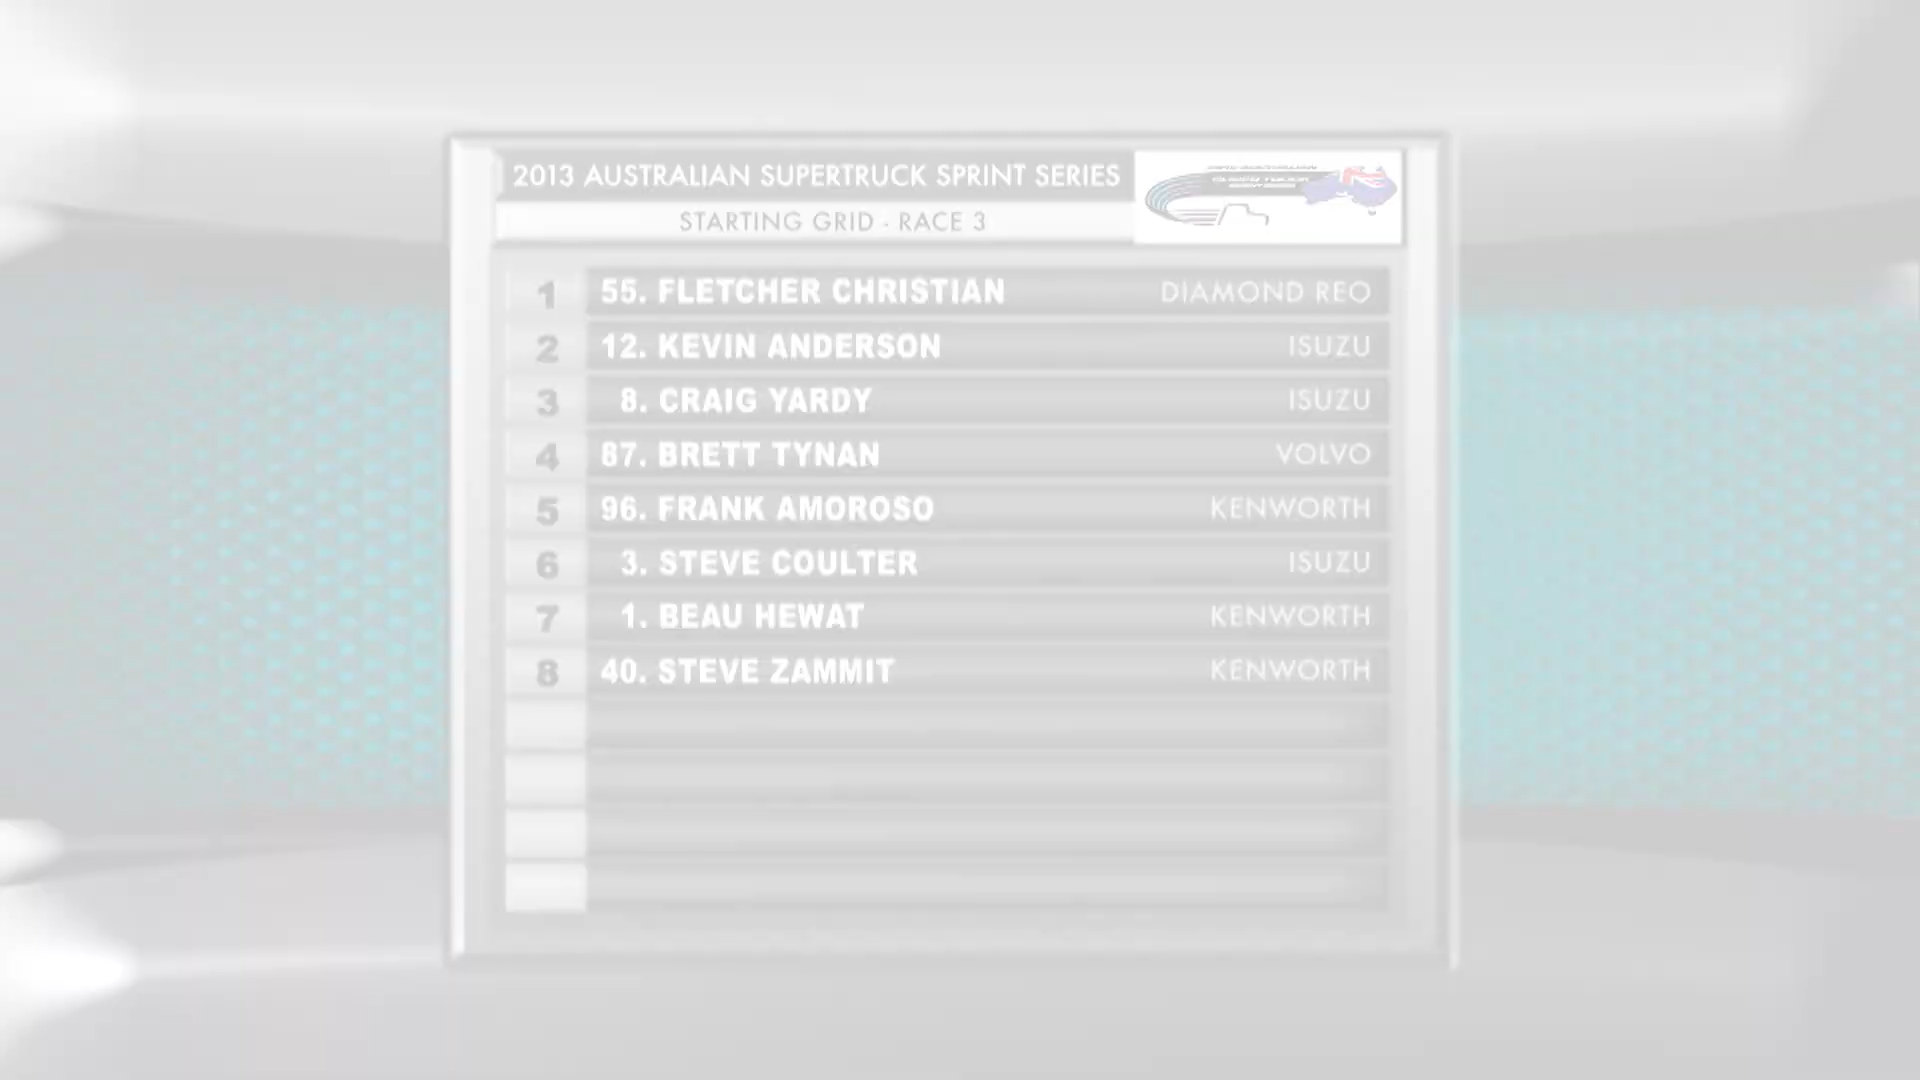 2013 AUSTRALIAN SUPERTRUCK SPRINT SERIES
STARTING GRID - RACE 3
1 55. FLETCHER CHRISTIAN DIAMOND REO
2 12. KEVIN ANDERSON ISUZU
3 8. CRAIG YARDY ISUZU
4 87. BRETT TYNAN VOLVO
5 96. FRANK AMOROSO KENWORTH
6 3. STEVE COULTER ISUZU
7 1. BEAU HEWAT KENWORTH
8 40. STEVE ZAMMIT KENWORTH